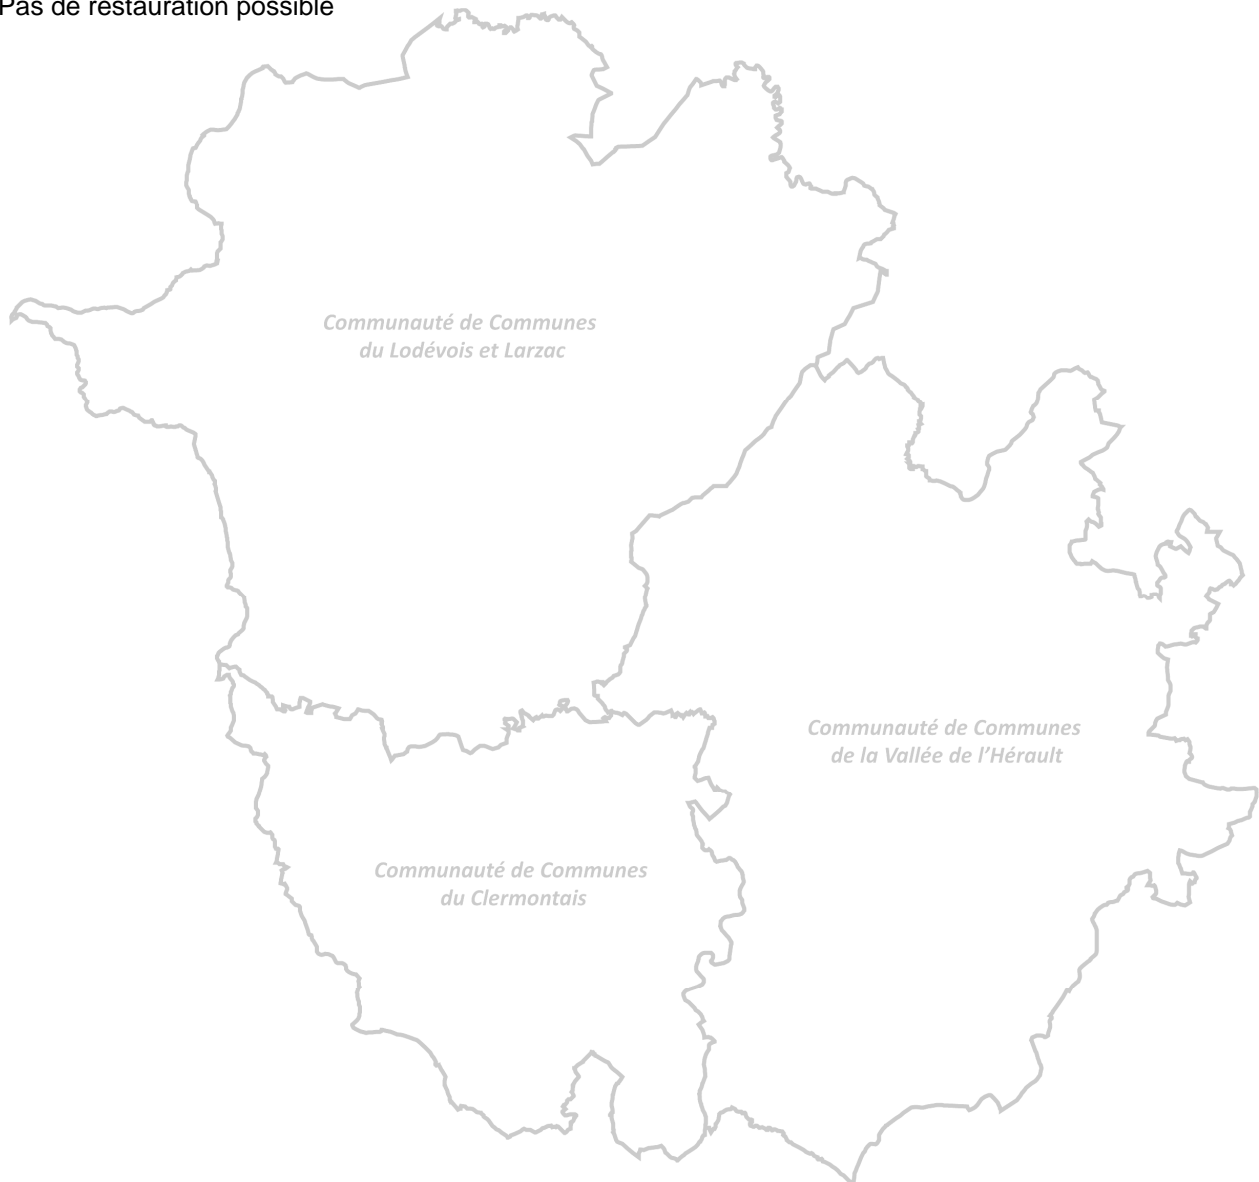 Pas de restauration possible
Communauté de Communes
du Lodévois et Larzac
Communauté de Communes
de la Vallée de l'Hérault
Communauté de Communes
du Clermontais